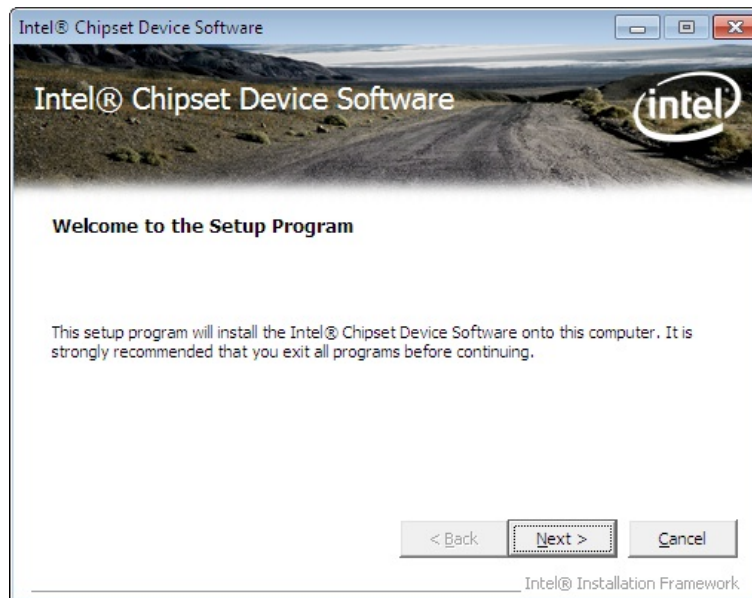 Intel® Chipset Device Software
Intel® Chipset Device Software
intel
Welcome to the Setup Program
This setup program will install the Intel® Chipset Device Software onto this computer. It is
strongly recommended that you exit all programs before continuing.
< Back Next > Cancel
Intel® Installation Framework